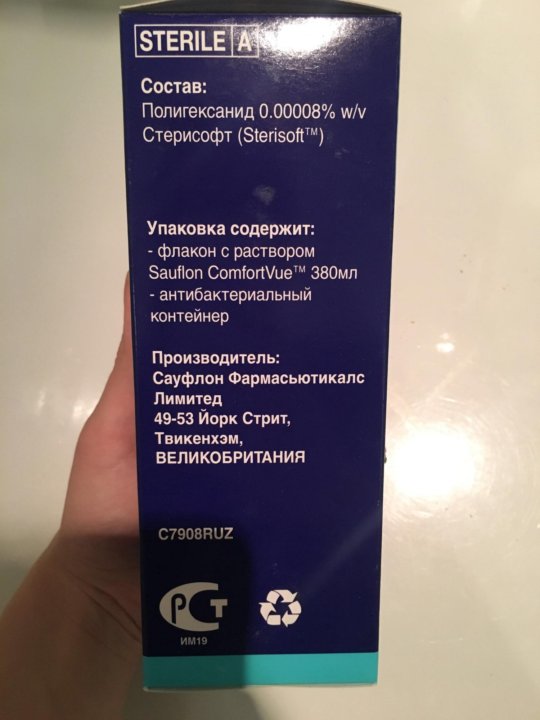 STERILE A
Состав:
Полигексанид 0.00008% w/v
Стерисофт (Sterisoft™)
Упаковка содержит:
- флакон с раствором
Sauflon ComfortVue™ 380мл
- антибактериальный
контейнер
Производитель:
Сауфлон Фармасьютикалс
Лимитед
49-53 Йорк Стрит,
Твикенхэм,
ВЕЛИКОБРИТАНИЯ
C7908RUZ
РСТ
ИМ19